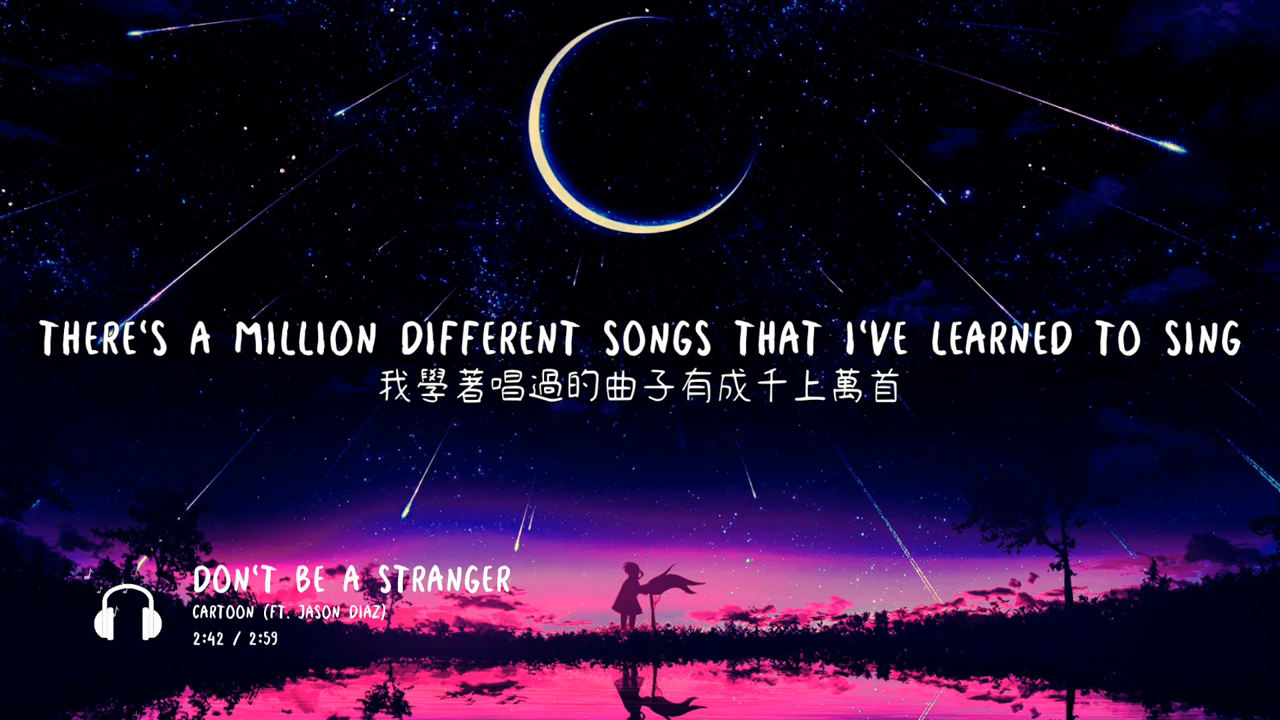 THERE'S A MILLION DIFFERENT SONGS THAT I'VE LEARNED TO SING
我學著唱過的曲子有成千上萬首
DON'T BE A STRANGER
CARTOON (FT. JASON DIAZ)
2:42 / 2:59